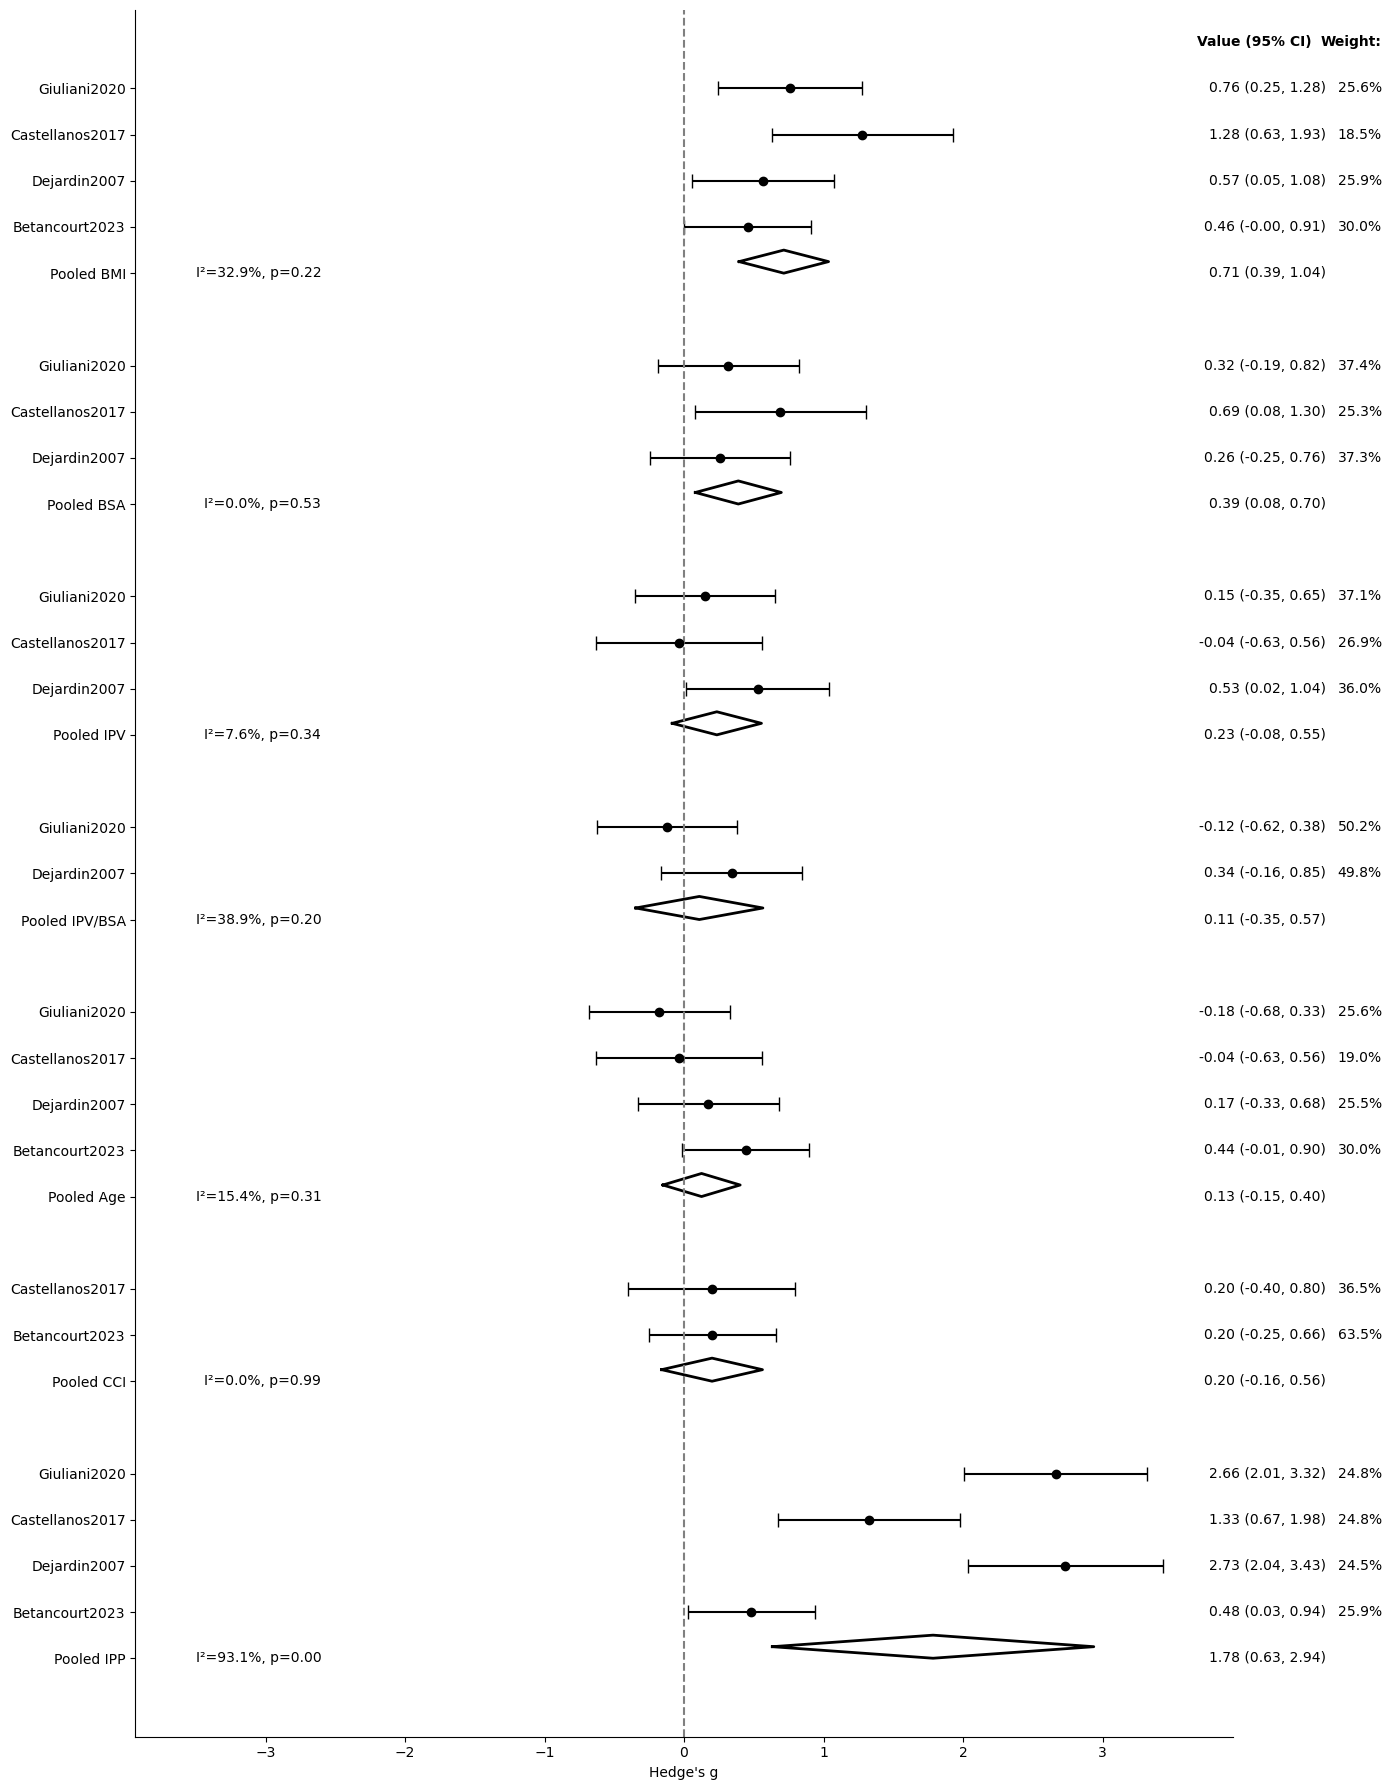 Value (95% CI) Weight:
Giuliani2020 0.76 (0.25, 1.28) 25.6%
Castellanos2017 1.28 (0.63, 1.93) 18.5%
Dejardin2007 0.57 (0.05, 1.08) 25.9%
Betancourt2023 0.46 (-0.00, 0.91) 30.0%
Pooled BMI I²=32.9%, p=0.22 0.71 (0.39, 1.04)
Giuliani2020 0.32 (-0.19, 0.82) 37.4%
Castellanos2017 0.69 (0.08, 1.30) 25.3%
Dejardin2007 0.26 (-0.25, 0.76) 37.3%
Pooled BSA I²=0.0%, p=0.53 0.39 (0.08, 0.70)
Giuliani2020 0.15 (-0.35, 0.65) 37.1%
Castellanos2017 -0.04 (-0.63, 0.56) 26.9%
Dejardin2007 0.53 (0.02, 1.04) 36.0%
Pooled IPV I²=7.6%, p=0.34 0.23 (-0.08, 0.55)
Giuliani2020 -0.12 (-0.62, 0.38) 50.2%
Dejardin2007 0.34 (-0.16, 0.85) 49.8%
Pooled IPV/BSA I²=38.9%, p=0.20 0.11 (-0.35, 0.57)
Giuliani2020 -0.18 (-0.68, 0.33) 25.6%
Castellanos2017 -0.04 (-0.63, 0.56) 19.0%
Dejardin2007 0.17 (-0.33, 0.68) 25.5%
Betancourt2023 0.44 (-0.01, 0.90) 30.0%
Pooled Age I²=15.4%, p=0.31 0.13 (-0.15, 0.40)
Castellanos2017 0.20 (-0.40, 0.80) 36.5%
Betancourt2023 0.20 (-0.25, 0.66) 63.5%
Pooled CCI I²=0.0%, p=0.99 0.20 (-0.16, 0.56)
Giuliani2020 2.66 (2.01, 3.32) 24.8%
Castellanos2017 1.33 (0.67, 1.98) 24.8%
Dejardin2007 2.73 (2.04, 3.43) 24.5%
Betancourt2023 0.48 (0.03, 0.94) 25.9%
Pooled IPP I²=93.1%, p=0.00 1.78 (0.63, 2.94)
−3 −2 −1 0 1 2 3
Hedge's g